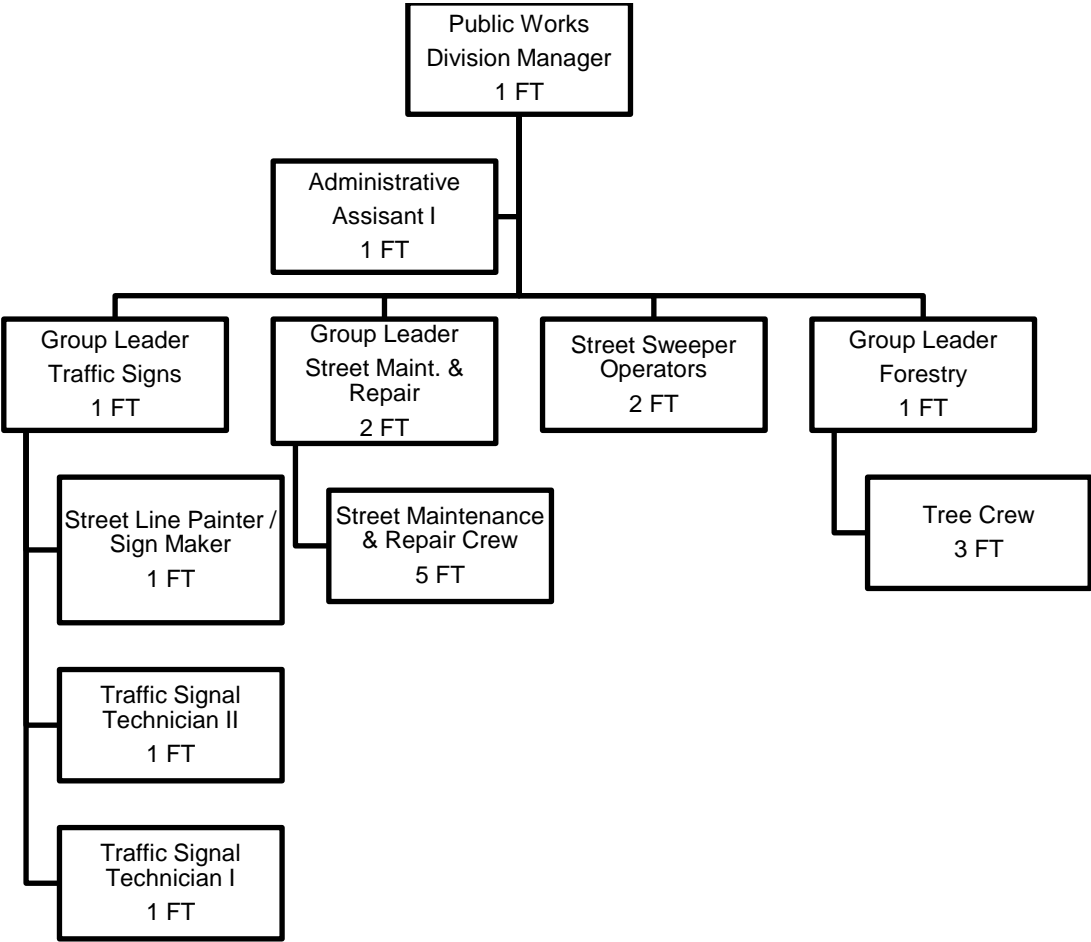 Public Works
Division Manager
1 FT
Administrative
Assisant I
1 FT
Group Leader
Traffic Signs
1 FT
Group Leader
Street Maint. &
Repair
2 FT
Street Sweeper
Operators
2 FT
Group Leader
Forestry
1 FT
Street Line Painter /
Sign Maker
1 FT
Street Maintenance
& Repair Crew
5 FT
Tree Crew
3 FT
Traffic Signal
Technician II
1 FT
Traffic Signal
Technician I
1 FT